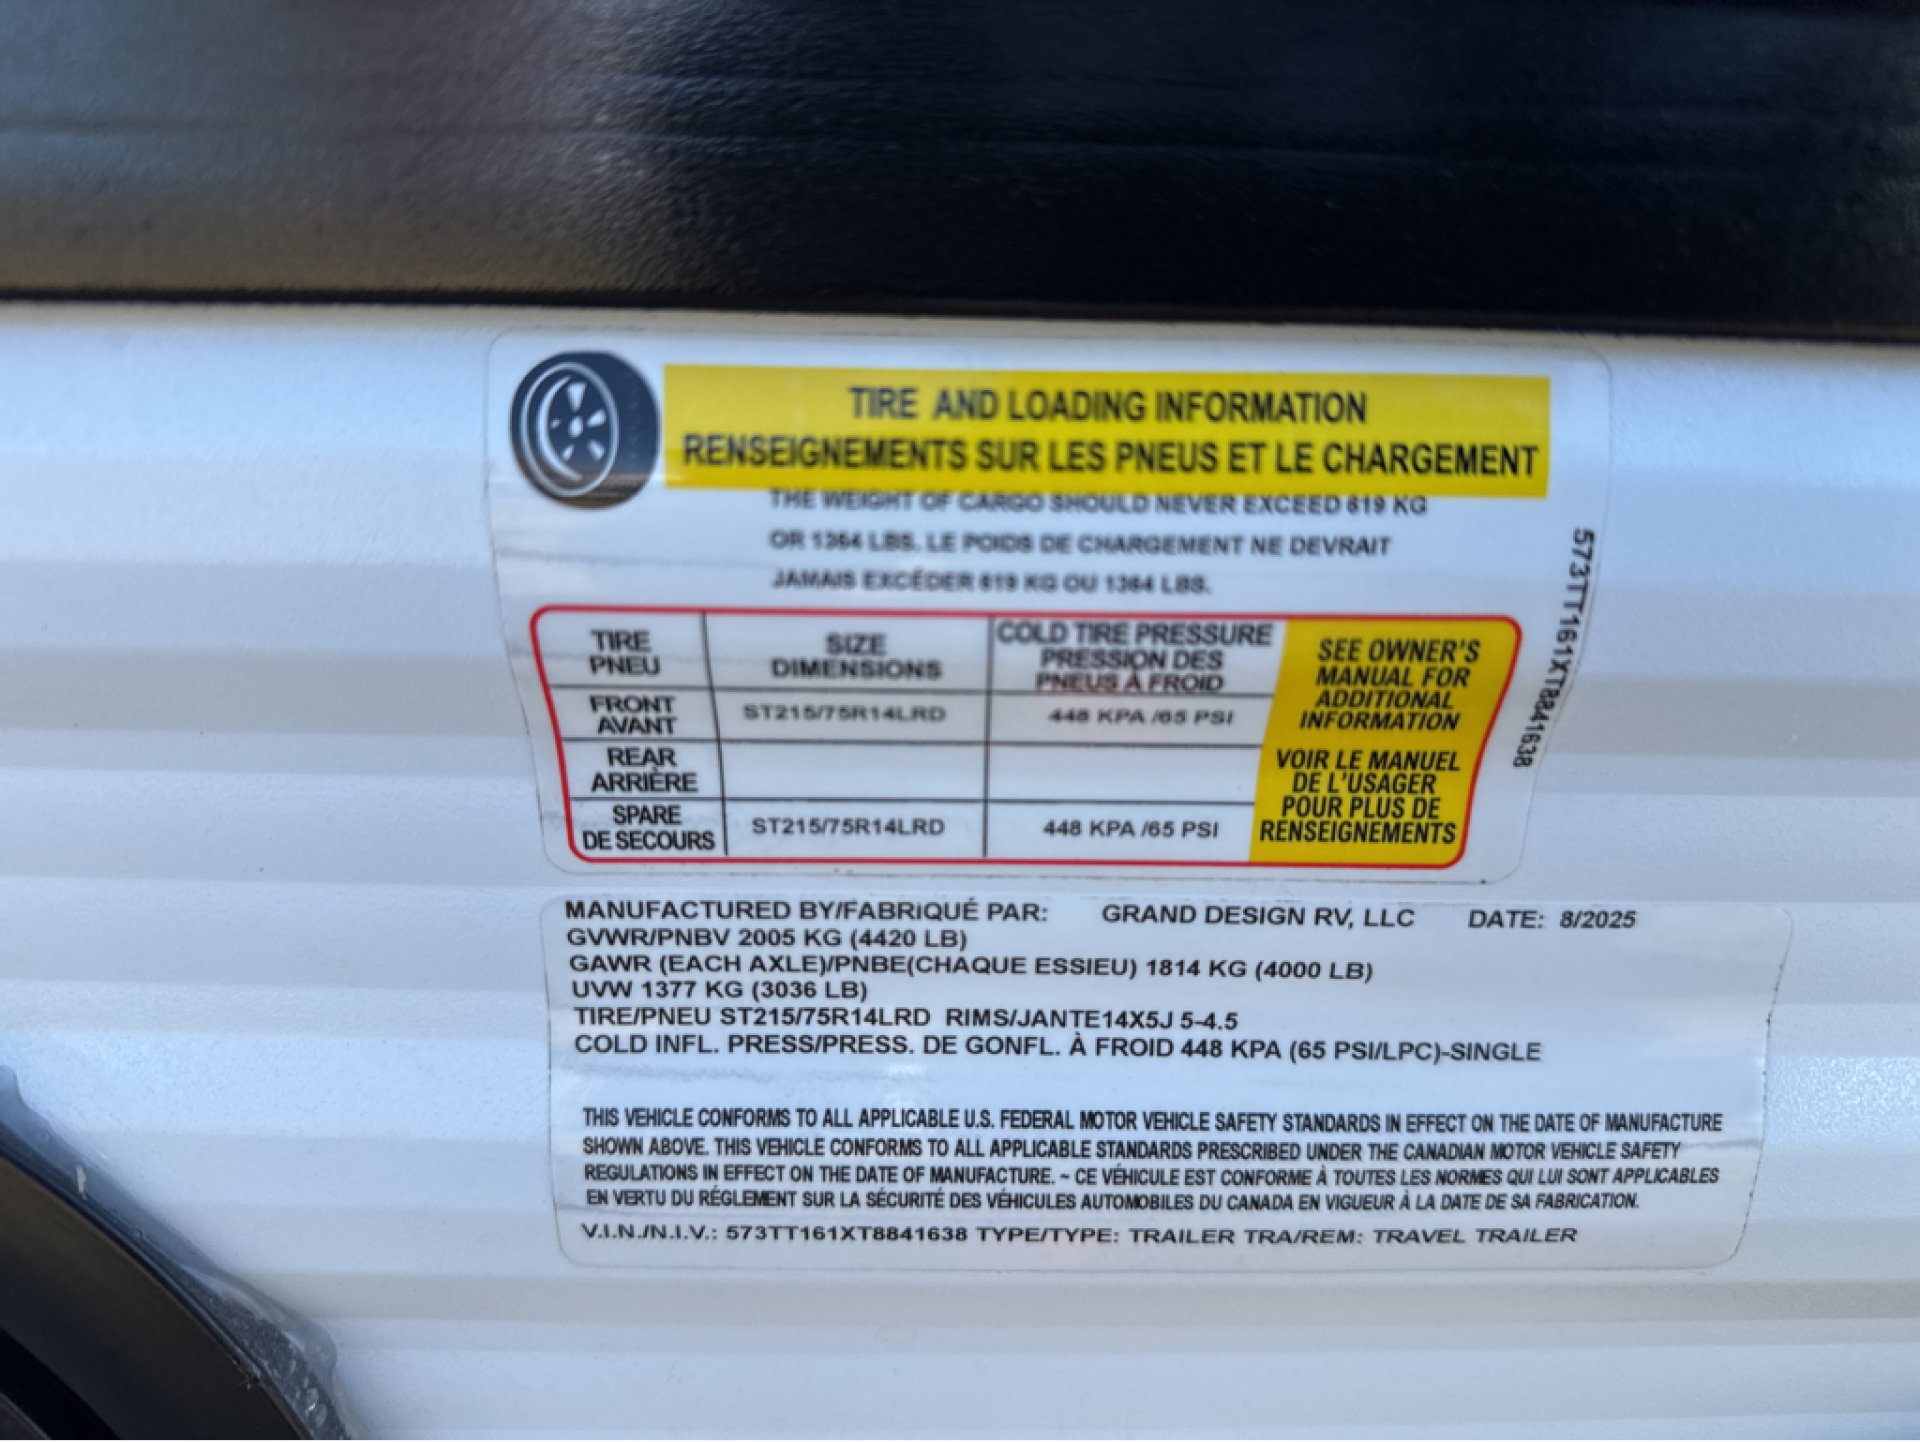 TIRE AND LOADING INFORMATION
RENSEIGNEMENTS SUR LES PNEUS ET LE CHARGEMENT
THE WEIGHT OF CARGO SHOULD NEVER EXCEED 619 KG
OR 1364 LBS. LE POIDS DE CHARGEMENT NE DEVRAIT
JAMAIS EXCÉDER 619 KG OU 1364 LBS.
TIRE
PNEU
SIZE
DIMENSIONS
COLD TIRE PRESSURE
PRESSION DES
PNEUS À FROID
FRONT
AVANT
ST215/75R14LRD
448 KPA /65 PSI
REAR
ARRIÈRE
SPARE
DE SECOURS
ST215/75R14LRD
448 KPA /65 PSI
SEE OWNER'S
MANUAL FOR
ADDITIONAL
INFORMATION
VOIR LE MANUEL
DE L'USAGER
POUR PLUS DE
RENSEIGNEMENTS
573TT161XT8841638
MANUFACTURED BY/FABRIQUÉ PAR: GRAND DESIGN RV, LLC DATE: 8/2025
GVWR/PNBV 2005 KG (4420 LB)
GAWR (EACH AXLE)/PNBE(CHAQUE ESSIEU) 1814 KG (4000 LB)
UVW 1377 KG (3036 LB)
TIRE/PNEU ST215/75R14LRD RIMS/JANTE14X5J 5-4.5
COLD INFL. PRESS/PRESS. DE GONFL. À FROID 448 KPA (65 PSI/LPC)-SINGLE
THIS VEHICLE CONFORMS TO ALL APPLICABLE U.S. FEDERAL MOTOR VEHICLE SAFETY STANDARDS IN EFFECT ON THE DATE OF MANUFACTURE
SHOWN ABOVE. THIS VEHICLE CONFORMS TO ALL APPLICABLE STANDARDS PRESCRIBED UNDER THE CANADIAN MOTOR VEHICLE SAFETY
REGULATIONS IN EFFECT ON THE DATE OF MANUFACTURE. ~ CE VÉHICULE EST CONFORME À TOUTES LES NORMES QUI LUI SONT APPLICABLES
EN VERTU DU RÉGLEMENT SUR LA SÉCURITÉ DES VÉHICULES AUTOMOBILES DU CANADA EN VIGUEUR À LA DATE DE SA FABRICATION.
V.I.N./N.I.V.: 573TT161XT8841638 TYPE/TYPE: TRAILER TRA/REM: TRAVEL TRAILER